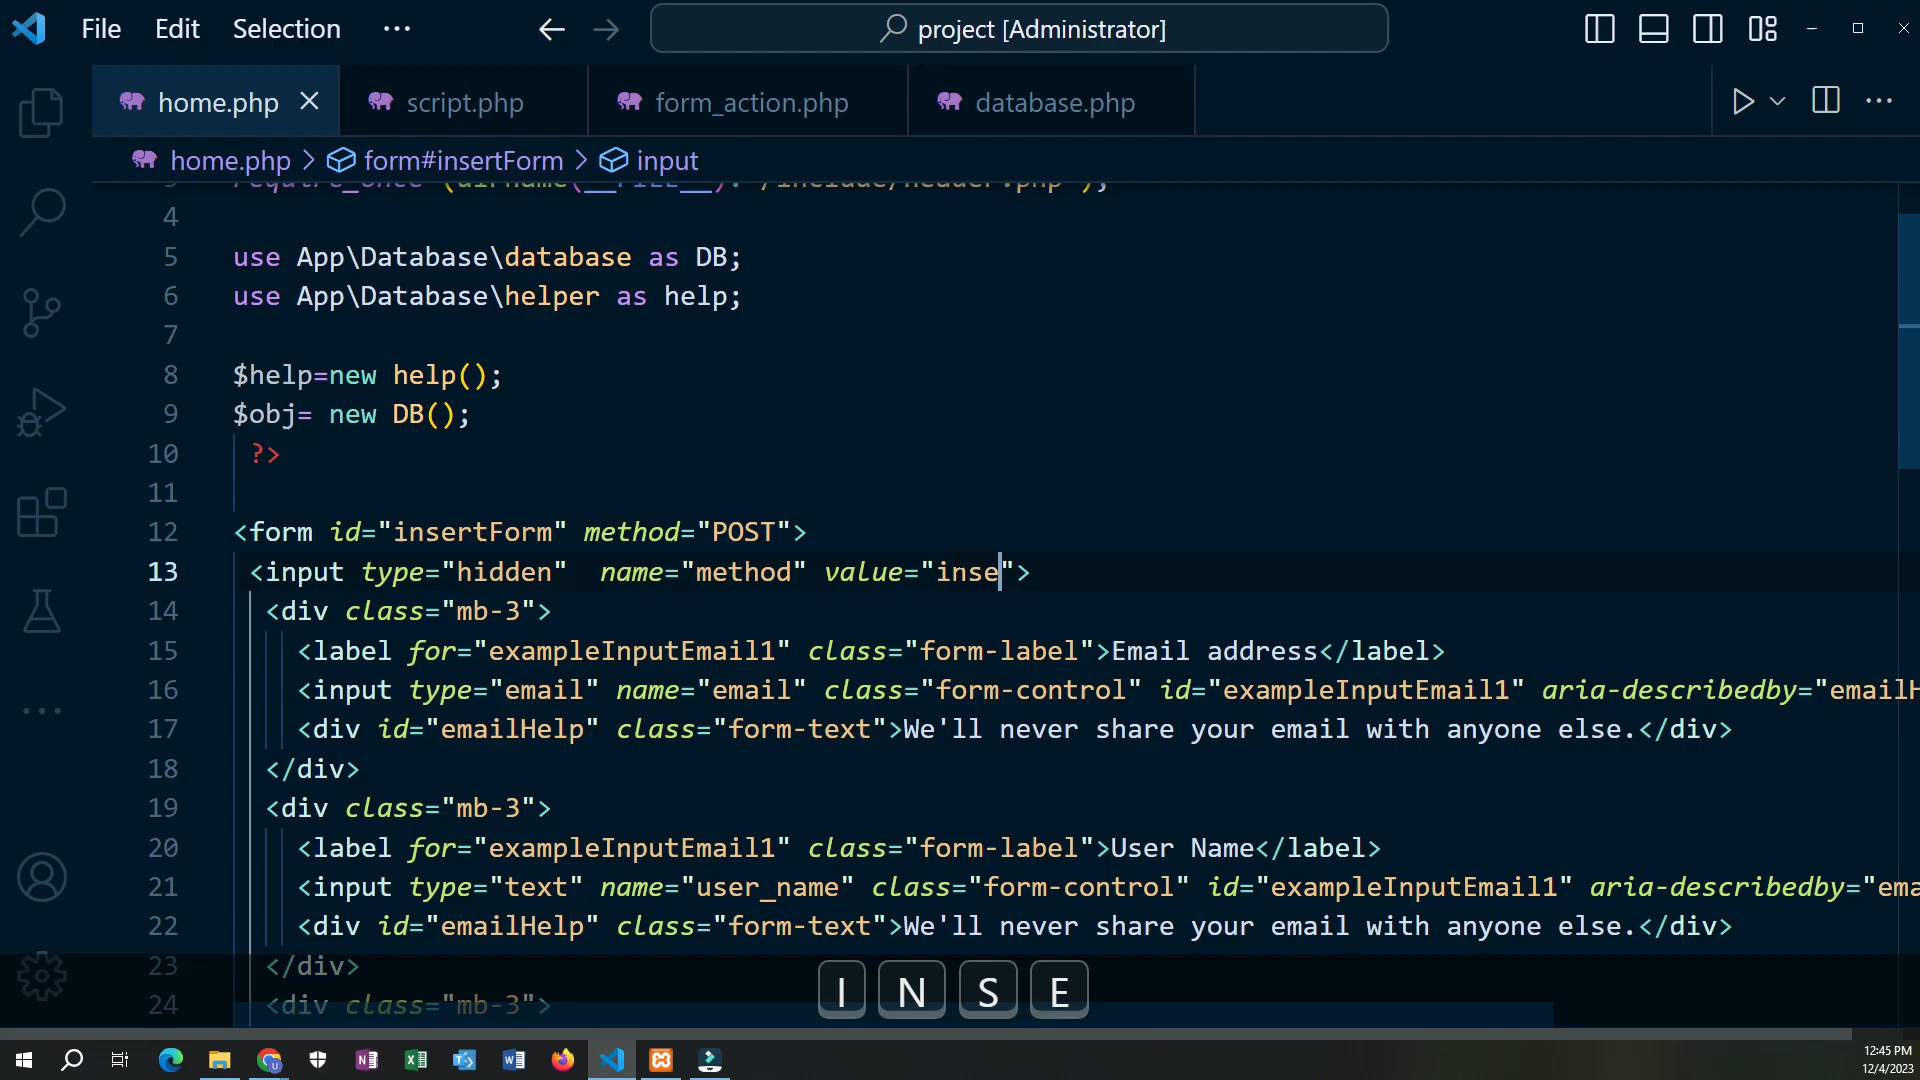 File Edit Selection ··· project [Administrator]
home.php script.php form_action.php database.php
home.php > form#insertForm > input
4
5 use App\Database\database as DB;
6 use App\Database\helper as help;
7
8 $help=new help();
9 $obj= new DB();
10 ?>
11
12 <form id="insertForm" method="POST">
13 <input type="hidden"  name="method" value="inse">
14 <div class="mb-3">
15 <label for="exampleInputEmail1" class="form-label">Email address</label>
16 <input type="email" name="email" class="form-control" id="exampleInputEmail1" aria-describedby="emailH
17 <div id="emailHelp" class="form-text">We'll never share your email with anyone else.</div>
18 </div>
19 <div class="mb-3">
20 <label for="exampleInputEmail1" class="form-label">User Name</label>
21 <input type="text" name="user_name" class="form-control" id="exampleInputEmail1" aria-describedby="ema
22 <div id="emailHelp" class="form-text">We'll never share your email with anyone else.</div>
23 </div>
24 <div class="mb-3">
I N S E
12:45 PM
12/4/2023